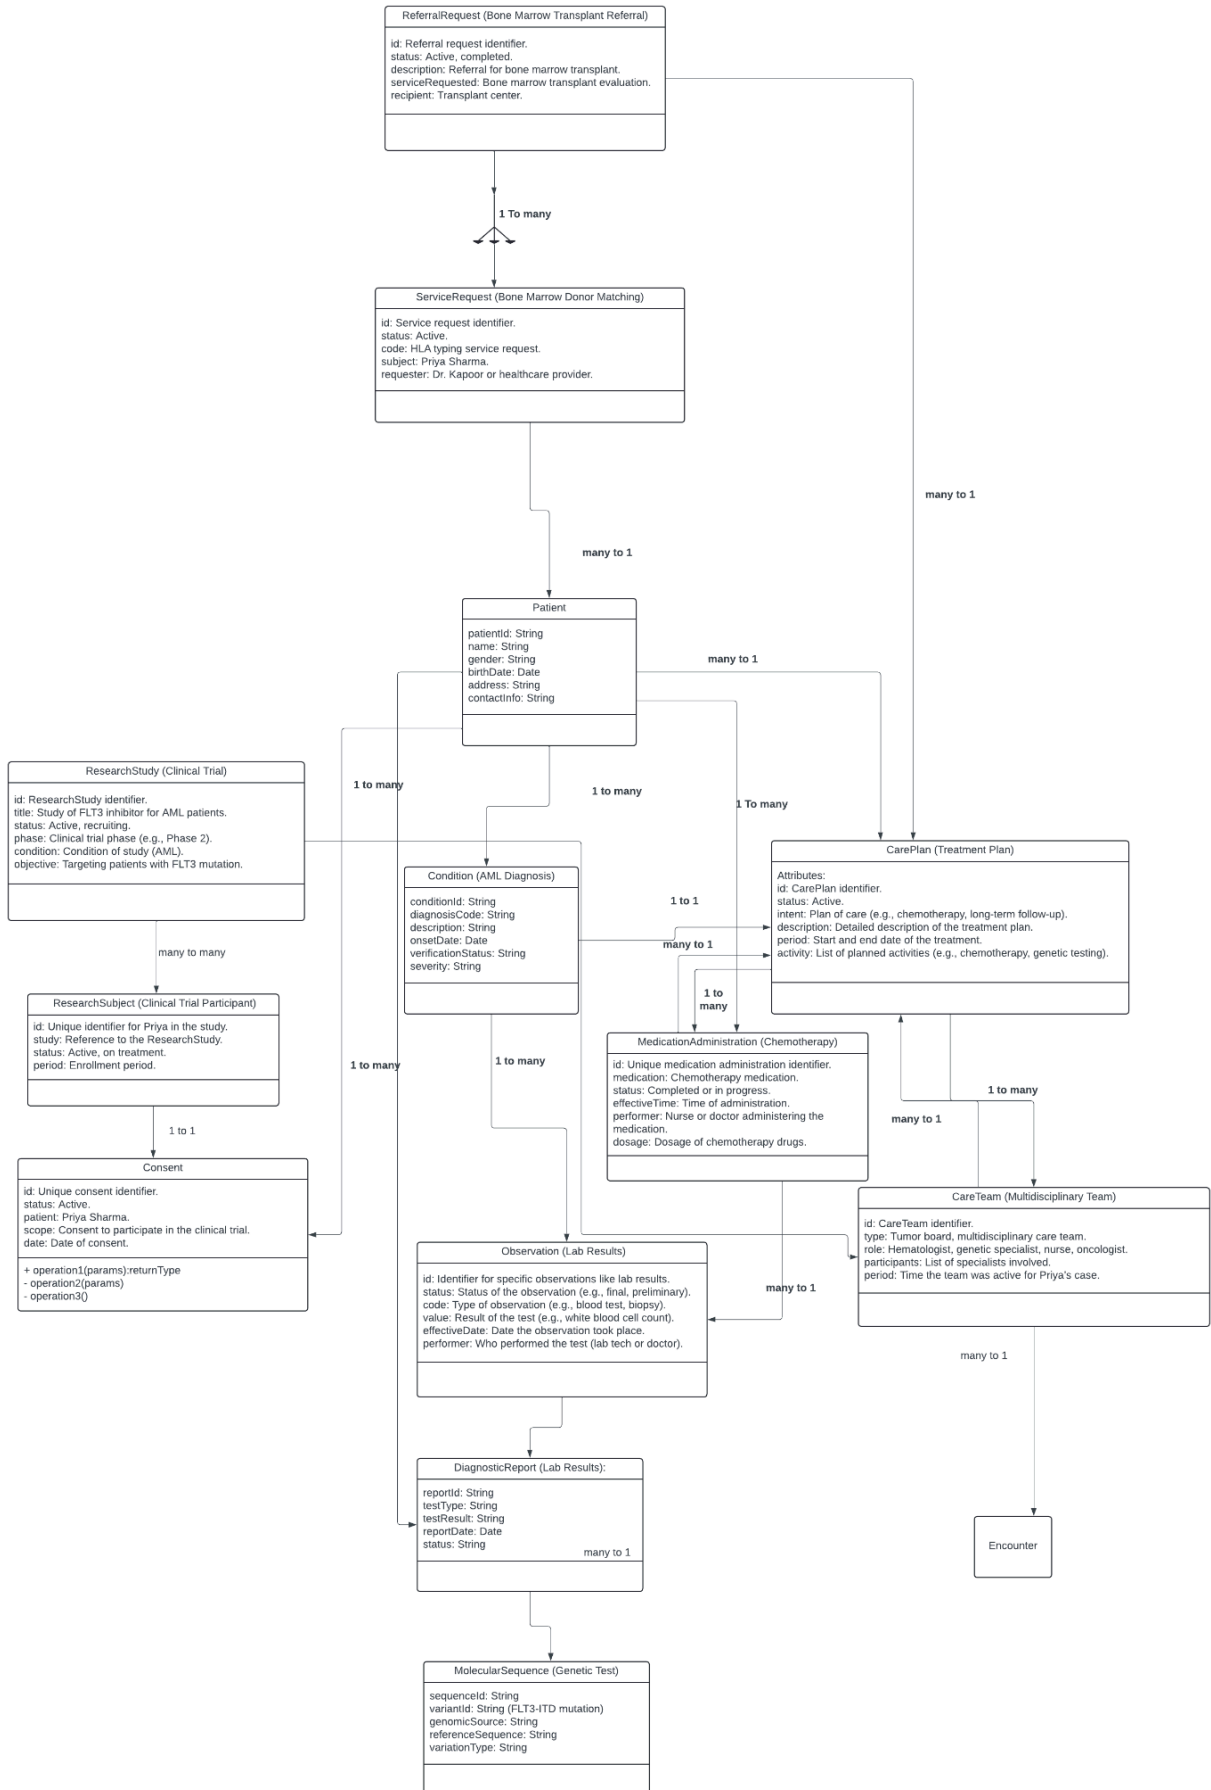 ReferralRequest (Bone Marrow Transplant Referral)
id: Referral request identifier.
status: Active, completed.
description: Referral for bone marrow transplant.
serviceRequested: Bone marrow transplant evaluation.
recipient: Transplant center.
1 To many
ServiceRequest (Bone Marrow Donor Matching)
id: Service request identifier.
status: Active.
code: HLA typing service request.
subject: Priya Sharma.
requester: Dr. Kapoor or healthcare provider.
many to 1
many to 1
Patient
patientId: String
name: String
gender: String
birthDate: Date
address: String
contactInfo: String
many to 1
1 to many
1 to many
1 To many
ResearchStudy (Clinical Trial)
id: ResearchStudy identifier.
title: Study of FLT3 inhibitor for AML patients.
status: Active, recruiting.
phase: Clinical trial phase (e.g., Phase 2).
condition: Condition of study (AML).
objective: Targeting patients with FLT3 mutation.
many to many
Condition (AML Diagnosis)
conditionId: String
diagnosisCode: String
description: String
onsetDate: Date
verificationStatus: String
severity: String
1 to 1
many to 1
CarePlan (Treatment Plan)
Attributes:
id: CarePlan identifier.
status: Active.
intent: Plan of care (e.g., chemotherapy, long-term follow-up).
description: Detailed description of the treatment plan.
period: Start and end date of the treatment.
activity: List of planned activities (e.g., chemotherapy, genetic testing).
1 to
many
ResearchSubject (Clinical Trial Participant)
id: Unique identifier for Priya in the study.
study: Reference to the ResearchStudy.
status: Active, on treatment.
period: Enrollment period.
1 to many
1 to many
MedicationAdministration (Chemotherapy)
id: Unique medication administration identifier.
medication: Chemotherapy medication.
status: Completed or in progress.
effectiveTime: Time of administration.
performer: Nurse or doctor administering the
medication.
dosage: Dosage of chemotherapy drugs.
1 to many
many to 1
1 to 1
Consent
id: Unique consent identifier.
status: Active.
patient: Priya Sharma.
scope: Consent to participate in the clinical trial.
date: Date of consent.
+ operation1(params):returnType
- operation2(params)
- operation3()
CareTeam (Multidisciplinary Team)
id: CareTeam identifier.
type: Tumor board, multidisciplinary care team.
role: Hematologist, genetic specialist, nurse, oncologist.
participants: List of specialists involved.
period: Time the team was active for Priya's case.
Observation (Lab Results)
id: Identifier for specific observations like lab results.
status: Status of the observation (e.g., final, preliminary).
code: Type of observation (e.g., blood test, biopsy).
value: Result of the test (e.g., white blood cell count).
effectiveDate: Date the observation took place.
performer: Who performed the test (lab tech or doctor).
many to 1
many to 1
DiagnosticReport (Lab Results):
reportId: String
testType: String
testResult: String
reportDate: Date
status: String
many to 1
Encounter
MolecularSequence (Genetic Test)
sequenceId: String
variantId: String (FLT3-ITD mutation)
genomicSource: String
referenceSequence: String
variationType: String